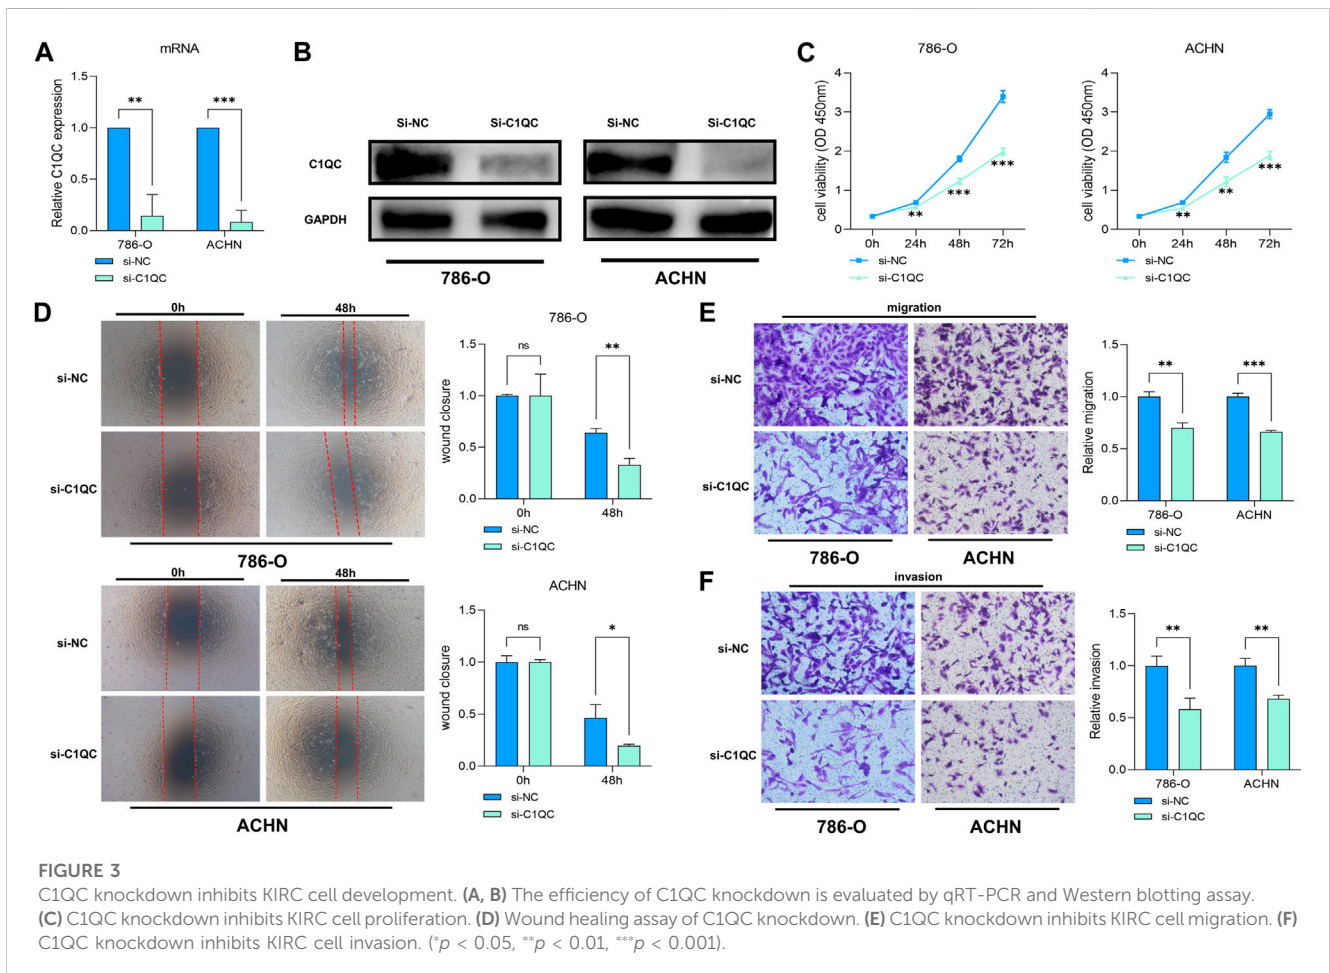 A
mRNA
Relative C1QC expression
1.5
1.0
0.5
0.0
**
***
786-O
ACHN
si-NC
si-C1QC
B
Si-NC
Si-C1QC
Si-NC
Si-C1QC
C1QC
GAPDH
786-O
ACHN
C
786-O
cell viability (OD 450nm)
4
3
2
1
0
**
***
***
0h
24h
48h
72h
si-NC
si-C1QC
ACHN
cell viability (OD 450nm)
4
3
2
1
0
**
**
***
0h
24h
48h
72h
si-NC
si-C1QC
D
0h
48h
si-NC
si-C1QC
786-O
786-O
wound closure
1.5
1.0
0.5
0.0
ns
**
0h
48h
si-NC
si-C1QC
0h
48h
si-NC
si-C1QC
ACHN
ACHN
wound closure
1.5
1.0
0.5
0.0
ns
*
0h
48h
si-NC
si-C1QC
E
migration
si-NC
si-C1QC
786-O
ACHN
Relative migration
1.5
1.0
0.5
0.0
**
***
786-O
ACHN
si-NC
si-C1QC
F
invasion
si-NC
si-C1QC
786-O
ACHN
Relative invasion
1.5
1.0
0.5
0.0
**
**
786-O
ACHN
si-NC
si-C1QC
FIGURE 3
C1QC knockdown inhibits KIRC cell development. (A, B) The efficiency of C1QC knockdown is evaluated by qRT-PCR and Western blotting assay.
(C) C1QC knockdown inhibits KIRC cell proliferation. (D) Wound healing assay of C1QC knockdown. (E) C1QC knockdown inhibits KIRC cell migration. (F)
C1QC knockdown inhibits KIRC cell invasion. (*p < 0.05, **p < 0.01, ***p < 0.001).